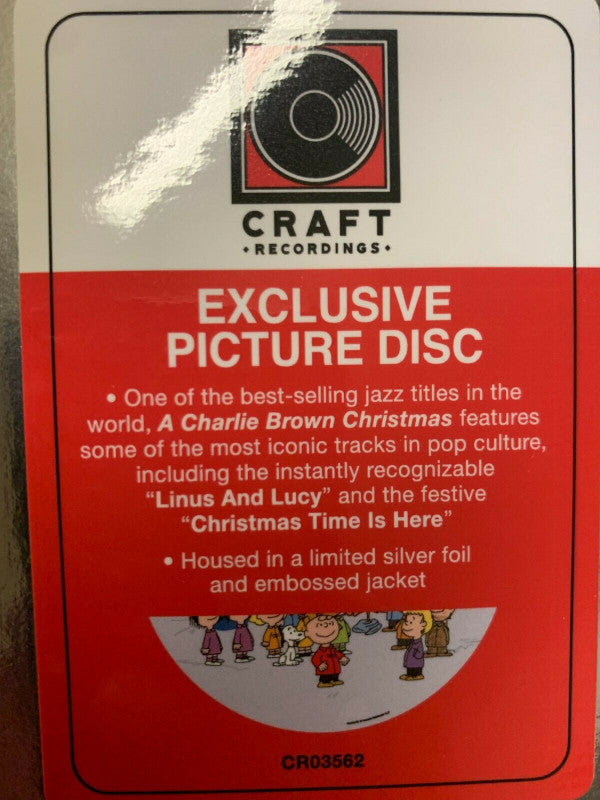 CRAFT
• RECORDINGS •
EXCLUSIVE
PICTURE DISC
• One of the best-selling jazz titles in the
world, A Charlie Brown Christmas features
some of the most iconic tracks in pop culture,
including the instantly recognizable
“Linus And Lucy” and the festive
“Christmas Time Is Here”
• Housed in a limited silver foil
and embossed jacket
CR03562